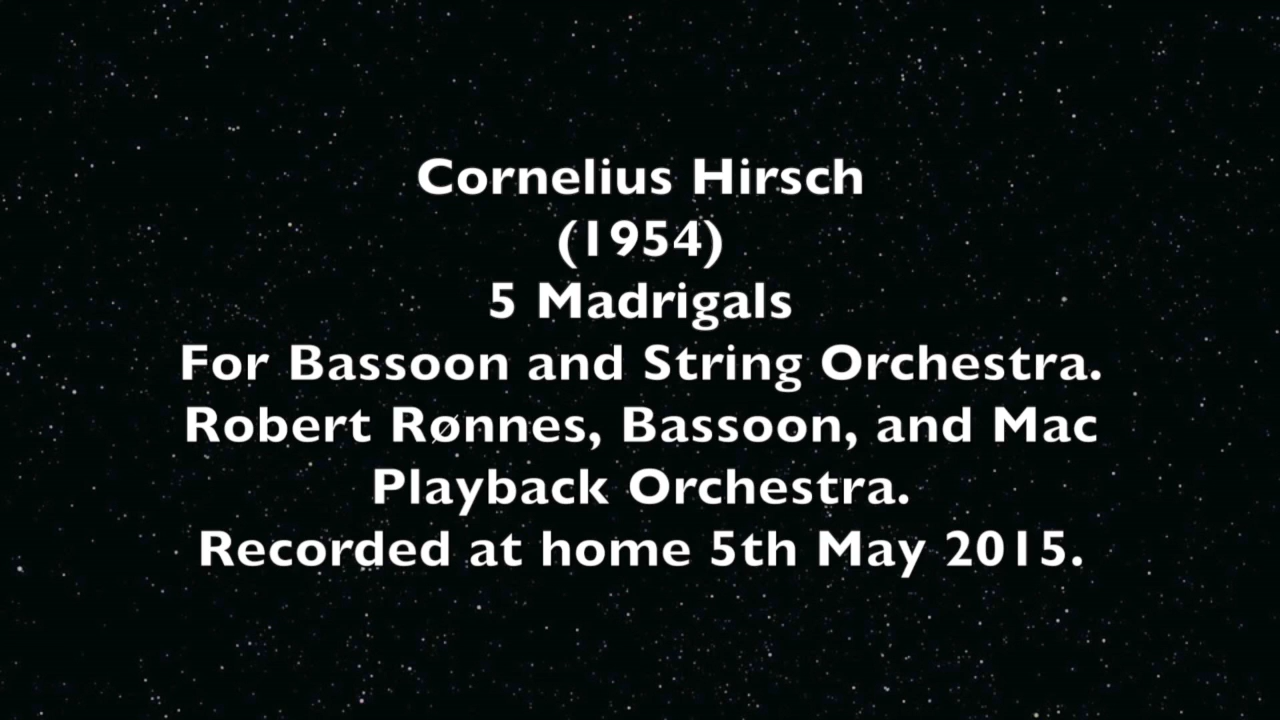 Cornelius Hirsch
(1954)
5 Madrigals
For Bassoon and String Orchestra.
Robert Rønnes, Bassoon, and Mac
Playback Orchestra.
Recorded at home 5th May 2015.